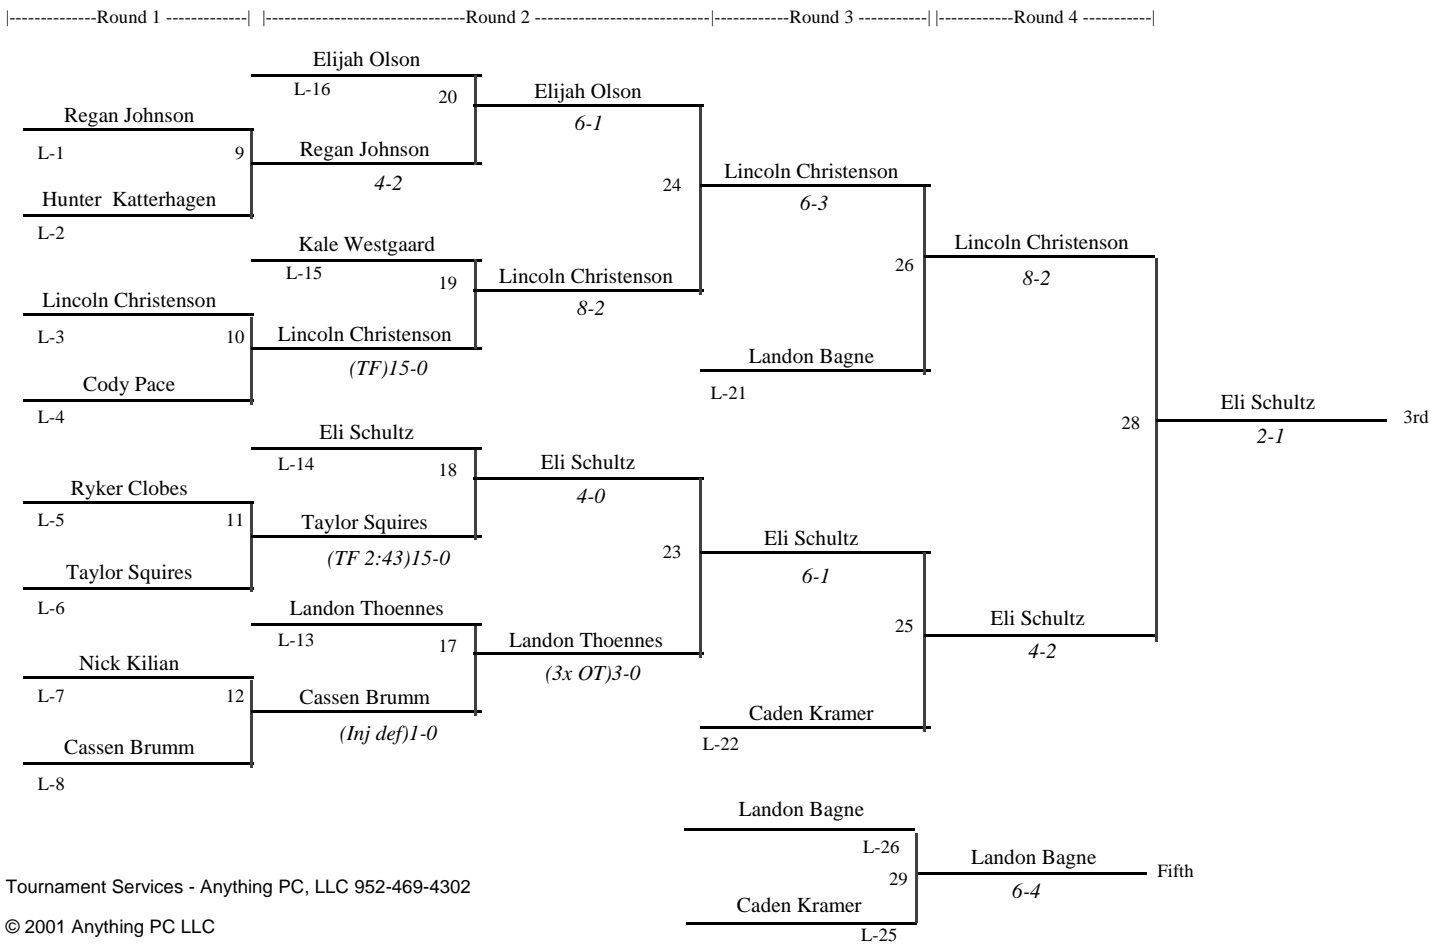 |-------------Round 1 -------------|  |-----------------------------Round 2 -------------------------|------------Round 3 -----------| |------------Round 4 -----------|
Elijah Olson
L-16
20
Elijah Olson
6-1
Regan Johnson
L-1
9
Regan Johnson
4-2
24
Lincoln Christenson
6-3
Hunter  Katterhagen
L-2
Kale Westgaard
L-15
19
Lincoln Christenson
8-2
26
Lincoln Christenson
8-2
Lincoln Christenson
L-3
10
Lincoln Christenson
(TF)15-0
Landon Bagne
L-21
Cody Pace
L-4
28
Eli Schultz
2-1
3rd
Eli Schultz
L-14
18
Eli Schultz
4-0
Ryker Clobes
L-5
11
Taylor Squires
(TF 2:43)15-0
23
Eli Schultz
6-1
Taylor Squires
L-6
Landon Thoennes
L-13
17
Landon Thoennes
(3x OT)3-0
25
Eli Schultz
4-2
Nick Kilian
L-7
12
Cassen Brumm
(Inj def)1-0
Caden Kramer
L-22
Cassen Brumm
L-8
Landon Bagne
L-26
29
Landon Bagne
6-4
Fifth
Caden Kramer
L-25
Tournament Services - Anything PC, LLC 952-469-4302
© 2001 Anything PC LLC